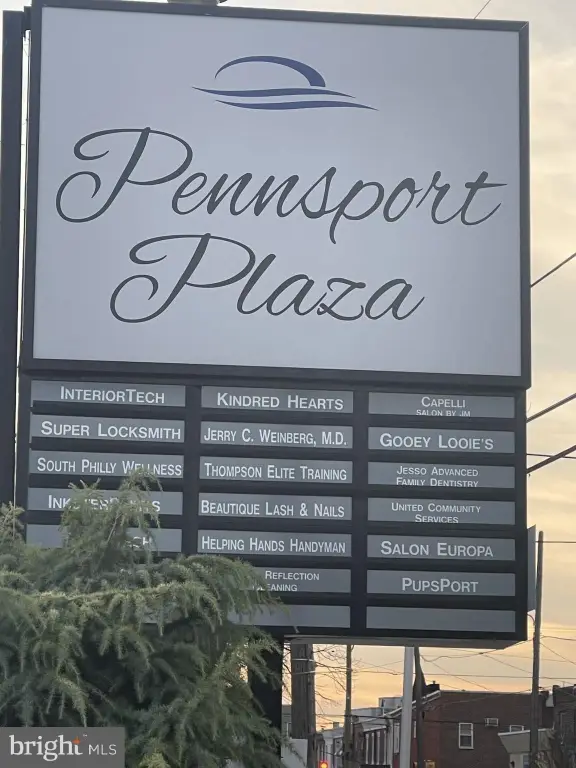 Pennsport
Plaza
INTERIORTECH
SUPER LOCKSMITH
SOUTH PHILLY WELLNESS
KINDRED HEARTS
JERRY C. WEINBERG, M.D.
THOMPSON ELITE TRAINING
BEAUTIQUE LASH & NAILS
HELPING HANDS HANDYMAN
REFLECTION
CAPELLI
SALON BY JM
GOOEY LOOIE'S
JESSO ADVANCED
FAMILY DENTISTRY
UNITED COMMUNITY
SERVICES
SALON EUROPA
PUPSPORT
bright MLS